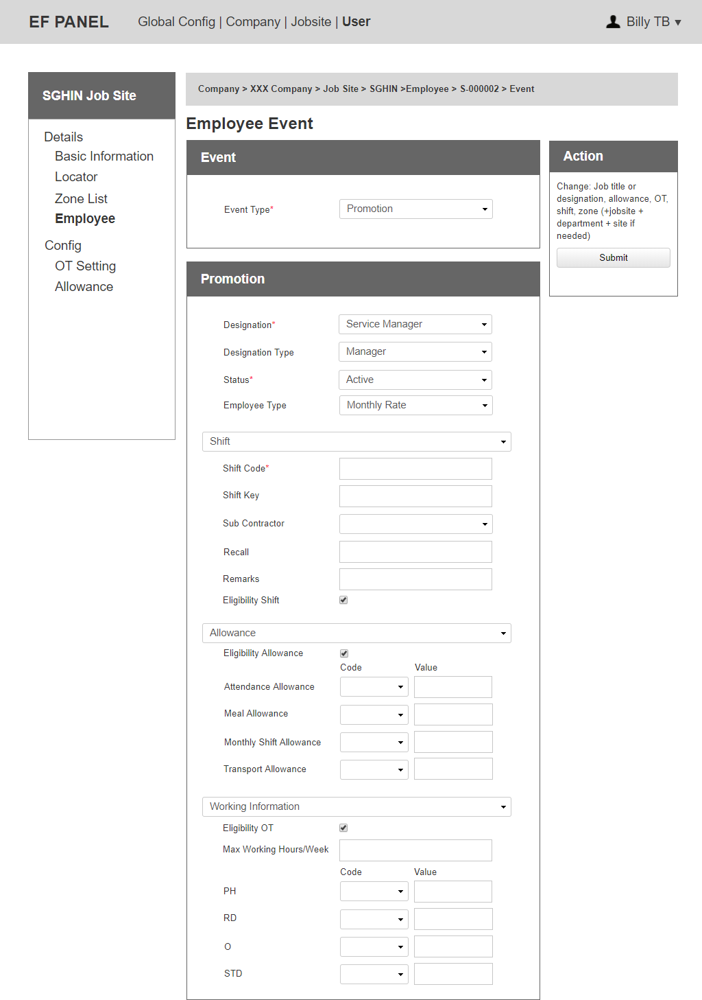 EF PANEL
Global Config | Company | Jobsite | User
Billy TB ▼
SGHIN Job Site
Details
Basic Information
Locator
Zone List
Employee
Config
OT Setting
Allowance
Company > XXX Company > Job Site > SGHIN >Employee > S-000002 > Event
Employee Event
Event
Event Type*
Promotion
Action
Change: Job title or
designation, allowance, OT,
shift, zone (+jobsite +
department + site if
needed)
Submit
Promotion
Designation*
Service Manager
Designation Type
Manager
Status*
Active
Employee Type
Monthly Rate
Shift
Shift Code*
Shift Key
Sub Contractor
Recall
Remarks
Eligibility Shift
Allowance
Eligibility Allowance
Code Value
Attendance Allowance
Meal Allowance
Monthly Shift Allowance
Transport Allowance
Working Information
Eligibility OT
Max Working Hours/Week
Code Value
PH
RD
O
STD